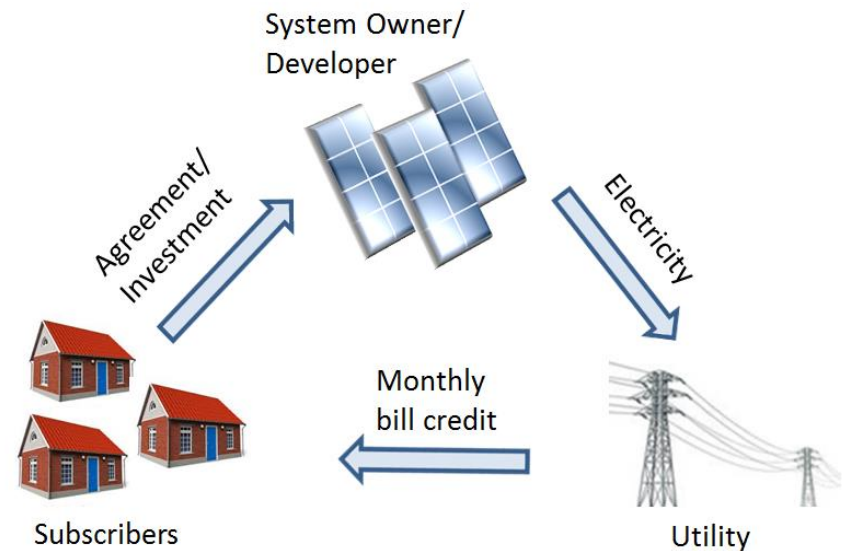 System Owner/
Developer
Agreement/
Investment
Electricity
Monthly
bill credit
Subscribers
Utility